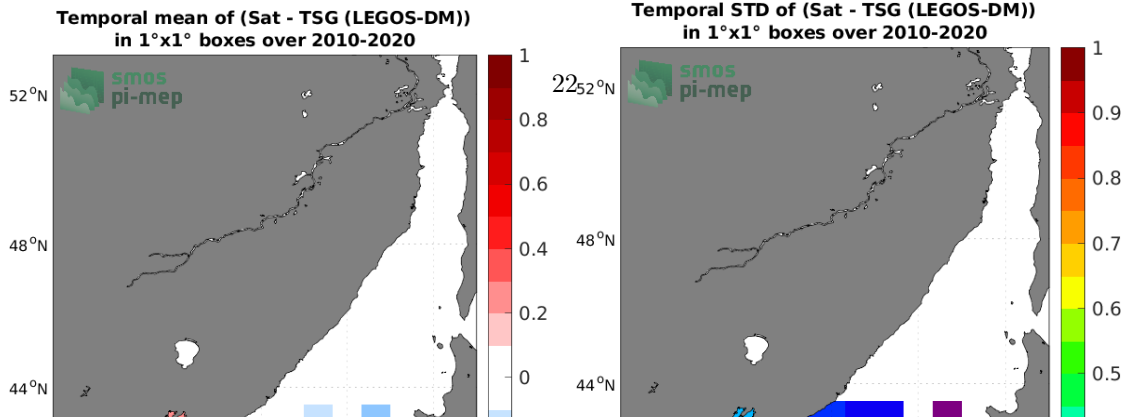 Temporal mean of (Sat - TSG (LEGOS-DM))
in 1°x1° boxes over 2010-2020
smos
pi-mep
52°N
48°N
44°N
1
0.8
0.6
0.4
0.2
0
22
Temporal STD of (Sat - TSG (LEGOS-DM))
in 1°x1° boxes over 2010-2020
smos
pi-mep
52°N
48°N
44°N
1
0.9
0.8
0.7
0.6
0.5